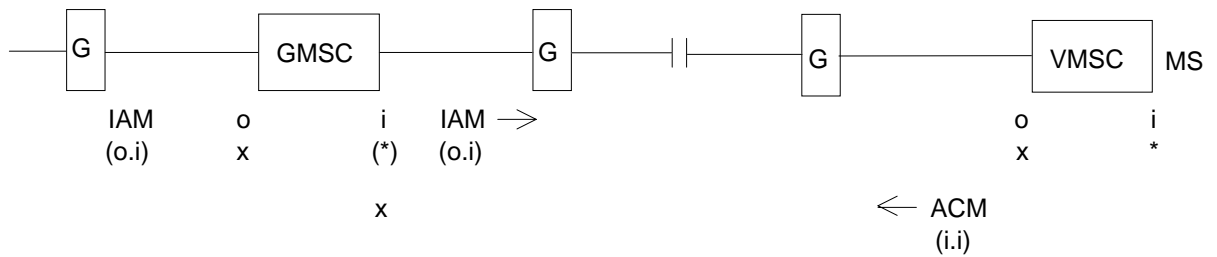 G GMSC G G VMSC MS
IAM o i IAM o i
(o.i) x (*) (o.i) x *
x ACM
(i.i)